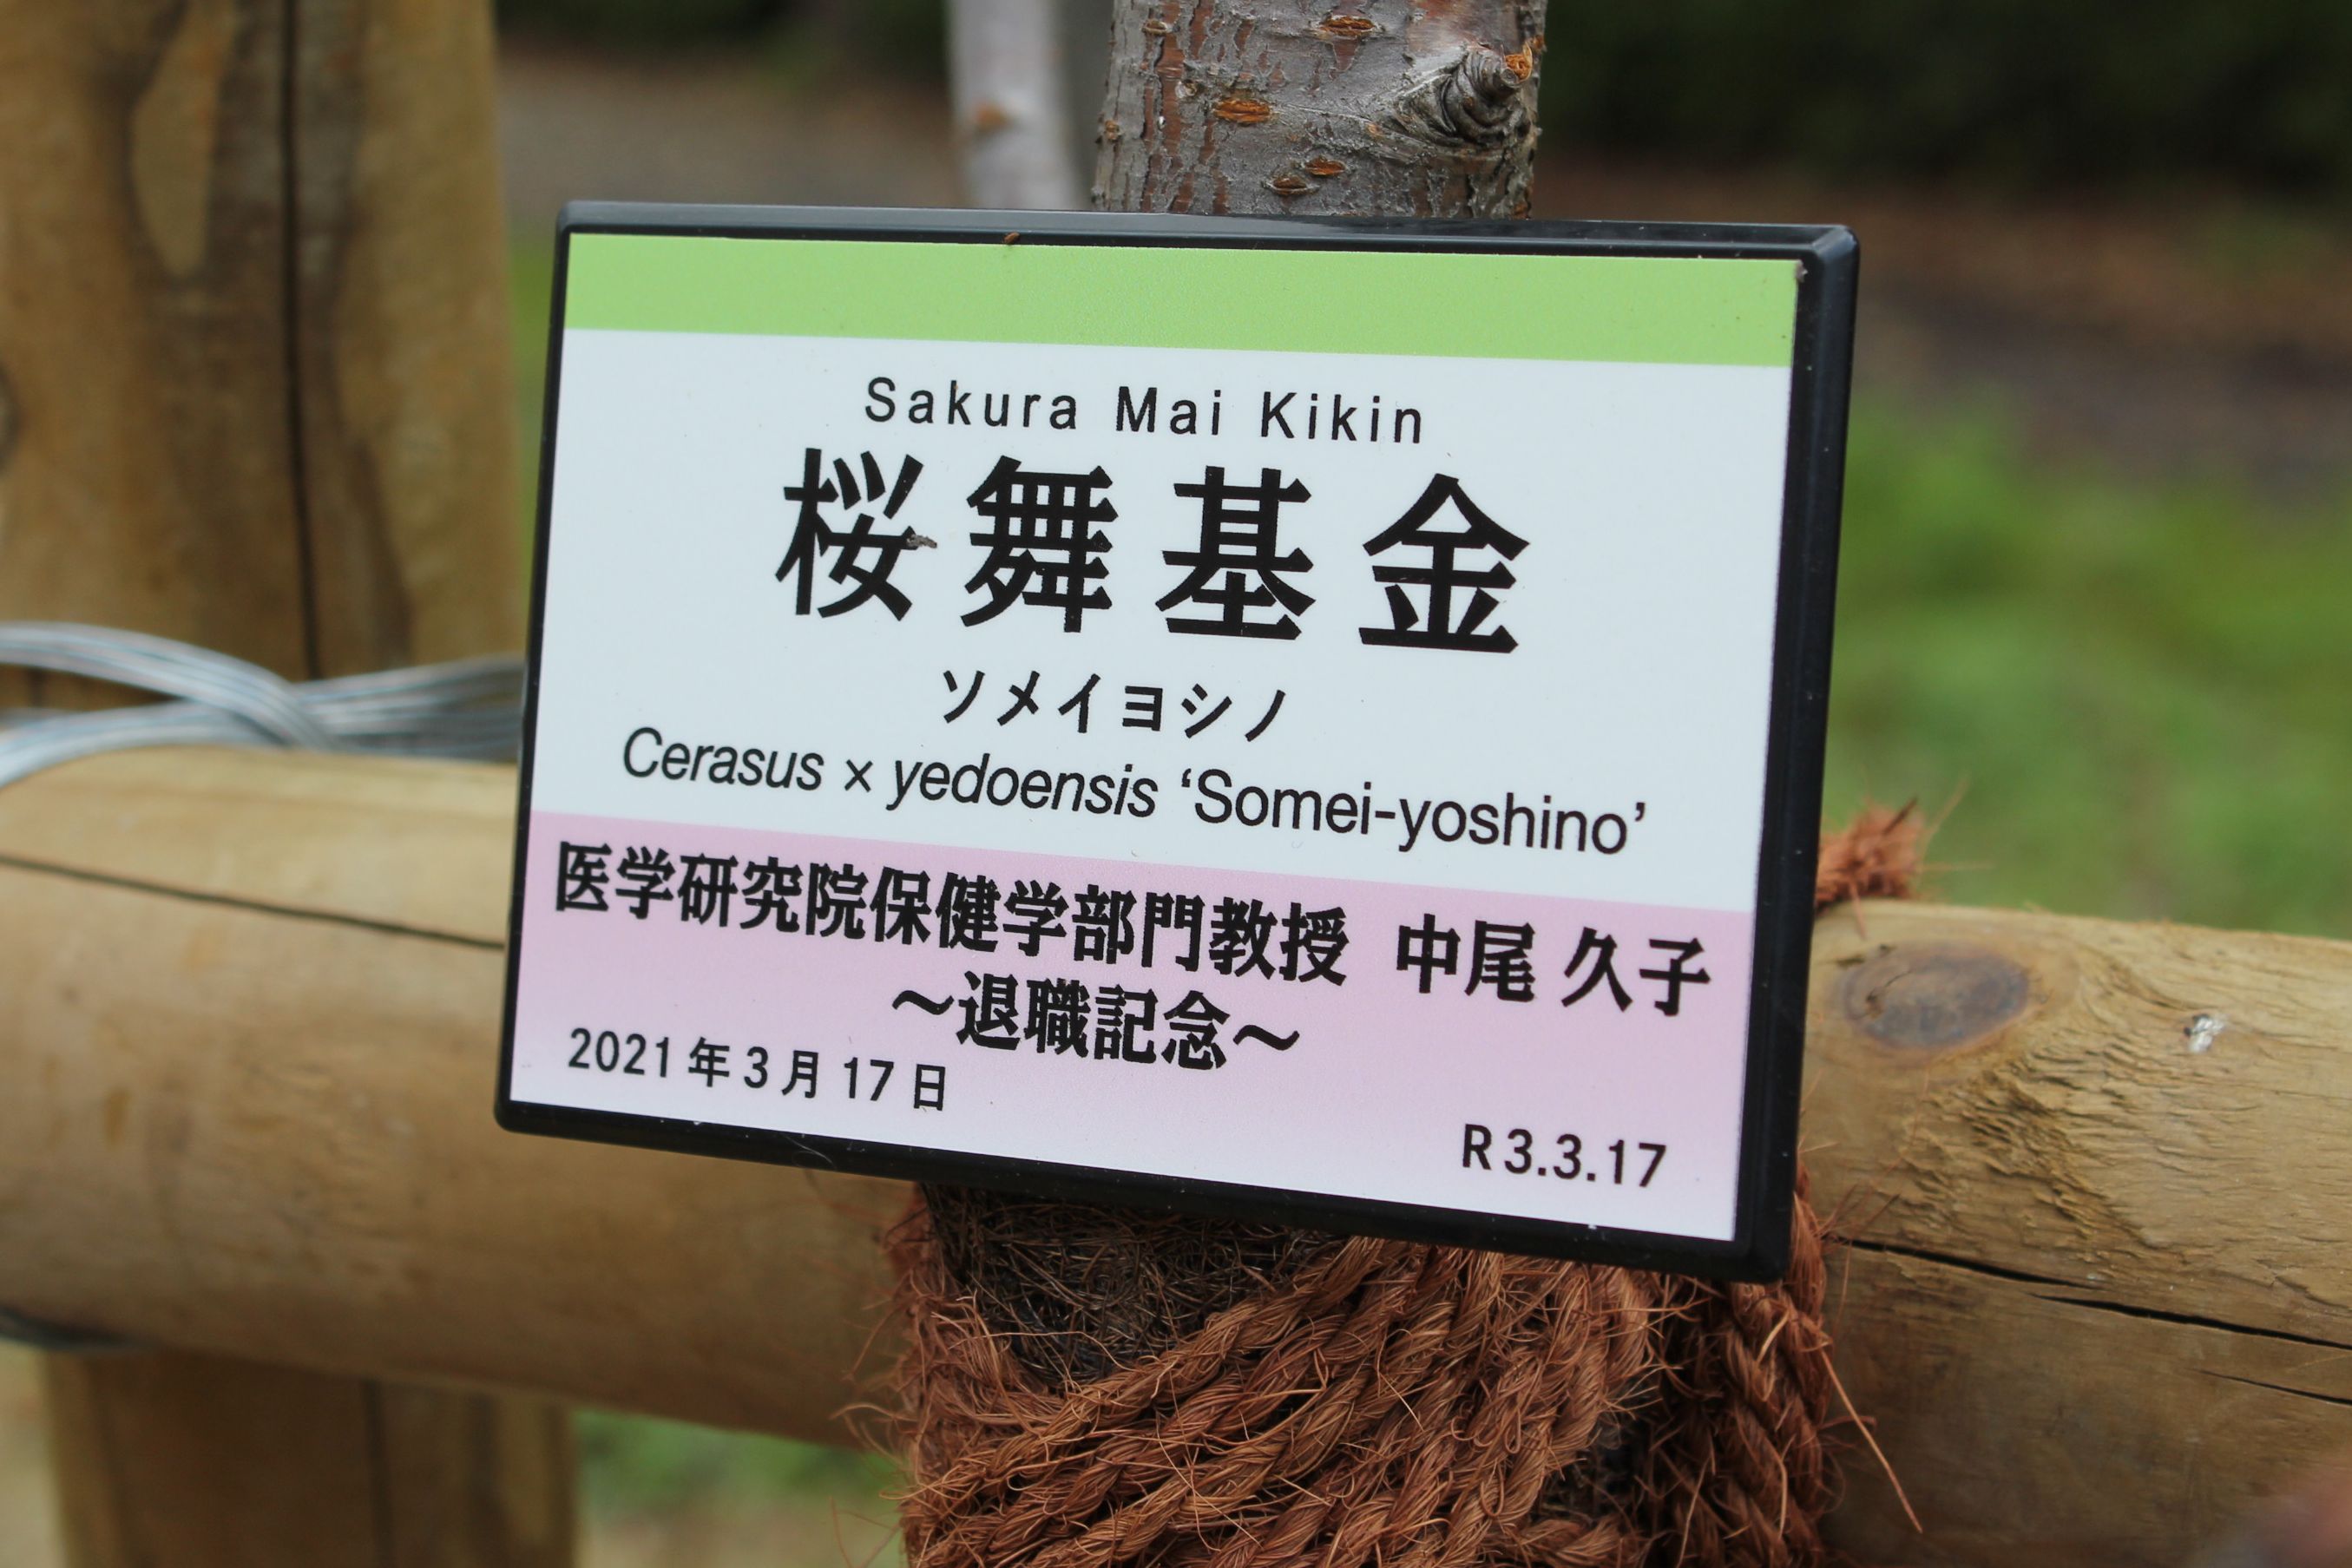 Sakura Mai Kikin
桜舞基金
ソメイヨシノ
Cerasus × yedoensis ‘Somei-yoshino’
医学研究院保健学部門教授 中尾 久子
～退職記念～
2021年3月17日
R3.3.17